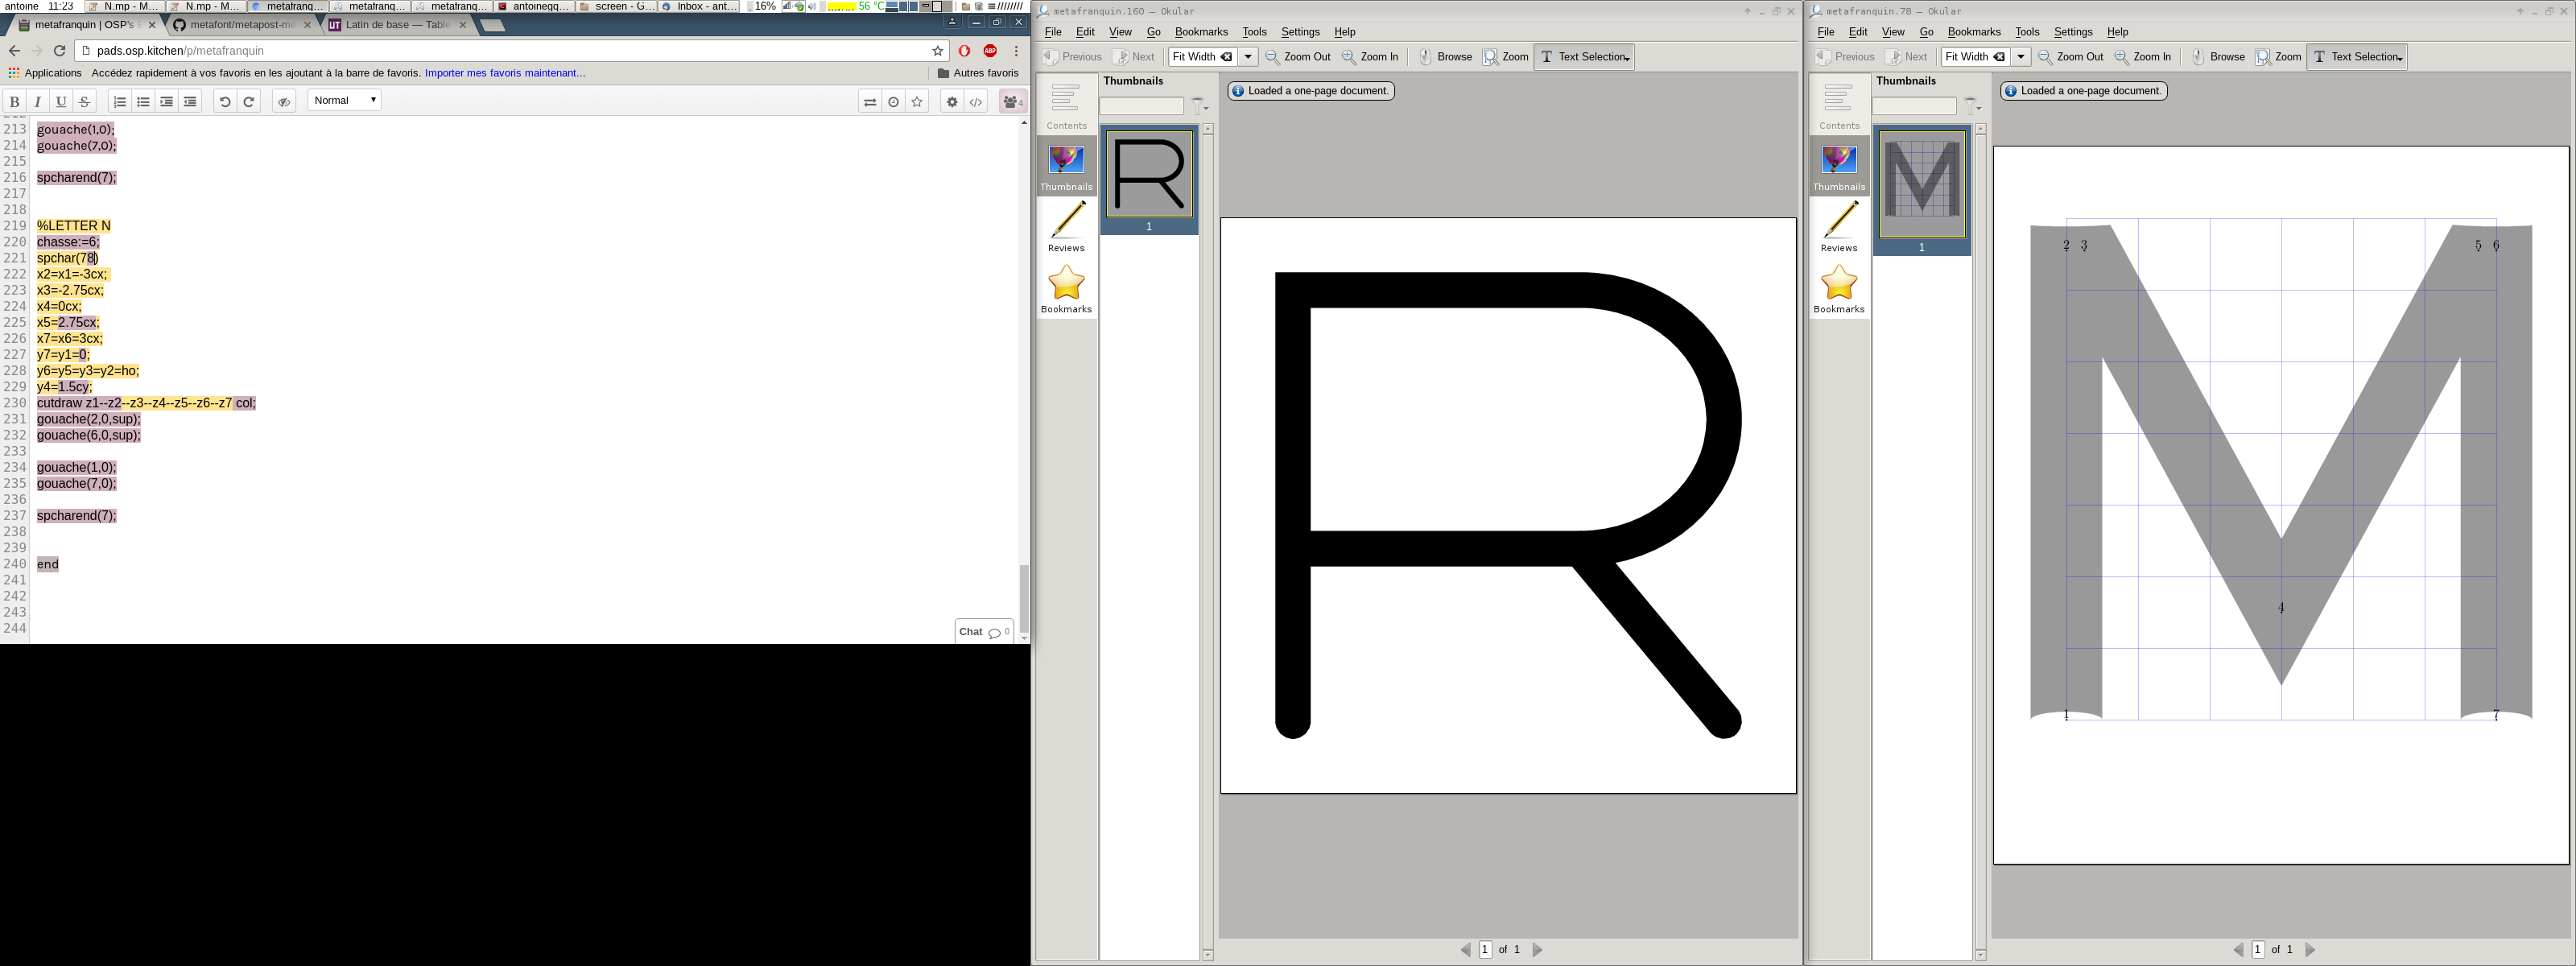 antoine 11:23 N.mp - M... N.mp - M... metafranq... metafranq... metafranq... antoinegq... screen - G... Inbox - ant... 16% 56 °C
metafranquin | OSP's metafont/metapost-me Latin de base — Table
pads.osp.kitchen/p/metafranquin
Applications Accédez rapidement à vos favoris en les ajoutant à la barre de favoris. Importer mes favoris maintenant... Autres favoris
B I U S Normal 4
213 gouache(1,0);
214 gouache(7,0);
215
216 spcharend(7);
217
218
219 %LETTER N
220 chasse:=6;
221 spchar(78)
222 x2=x1=-3cx;
223 x3=-2.75cx;
224 x4=0cx;
225 x5=2.75cx;
226 x7=x6=3cx;
227 y7=y1=0;
228 y6=y5=y3=y2=ho;
229 y4=1.5cy;
230 cutdraw z1--z2--z3--z4--z5--z6--z7 col;
231 gouache(2,0,sup);
232 gouache(6,0,sup);
233
234 gouache(1,0);
235 gouache(7,0);
236
237 spcharend(7);
238
239
240 end
241
242
243
244
Chat 0
metafranquin.160 – Okular
File Edit View Go Bookmarks Tools Settings Help
Previous Next Fit Width Zoom Out Zoom In Browse Zoom Text Selection
Thumbnails
Loaded a one-page document.
Contents
Thumbnails
Reviews
Bookmarks
R
1
R
1 of 1
metafranquin.78 – Okular
File Edit View Go Bookmarks Tools Settings Help
Previous Next Fit Width Zoom Out Zoom In Browse Zoom Text Selection
Thumbnails
Loaded a one-page document.
Contents
Thumbnails
Reviews
Bookmarks
M
1
M
2 3 5 6
4
1 7
1 of 1